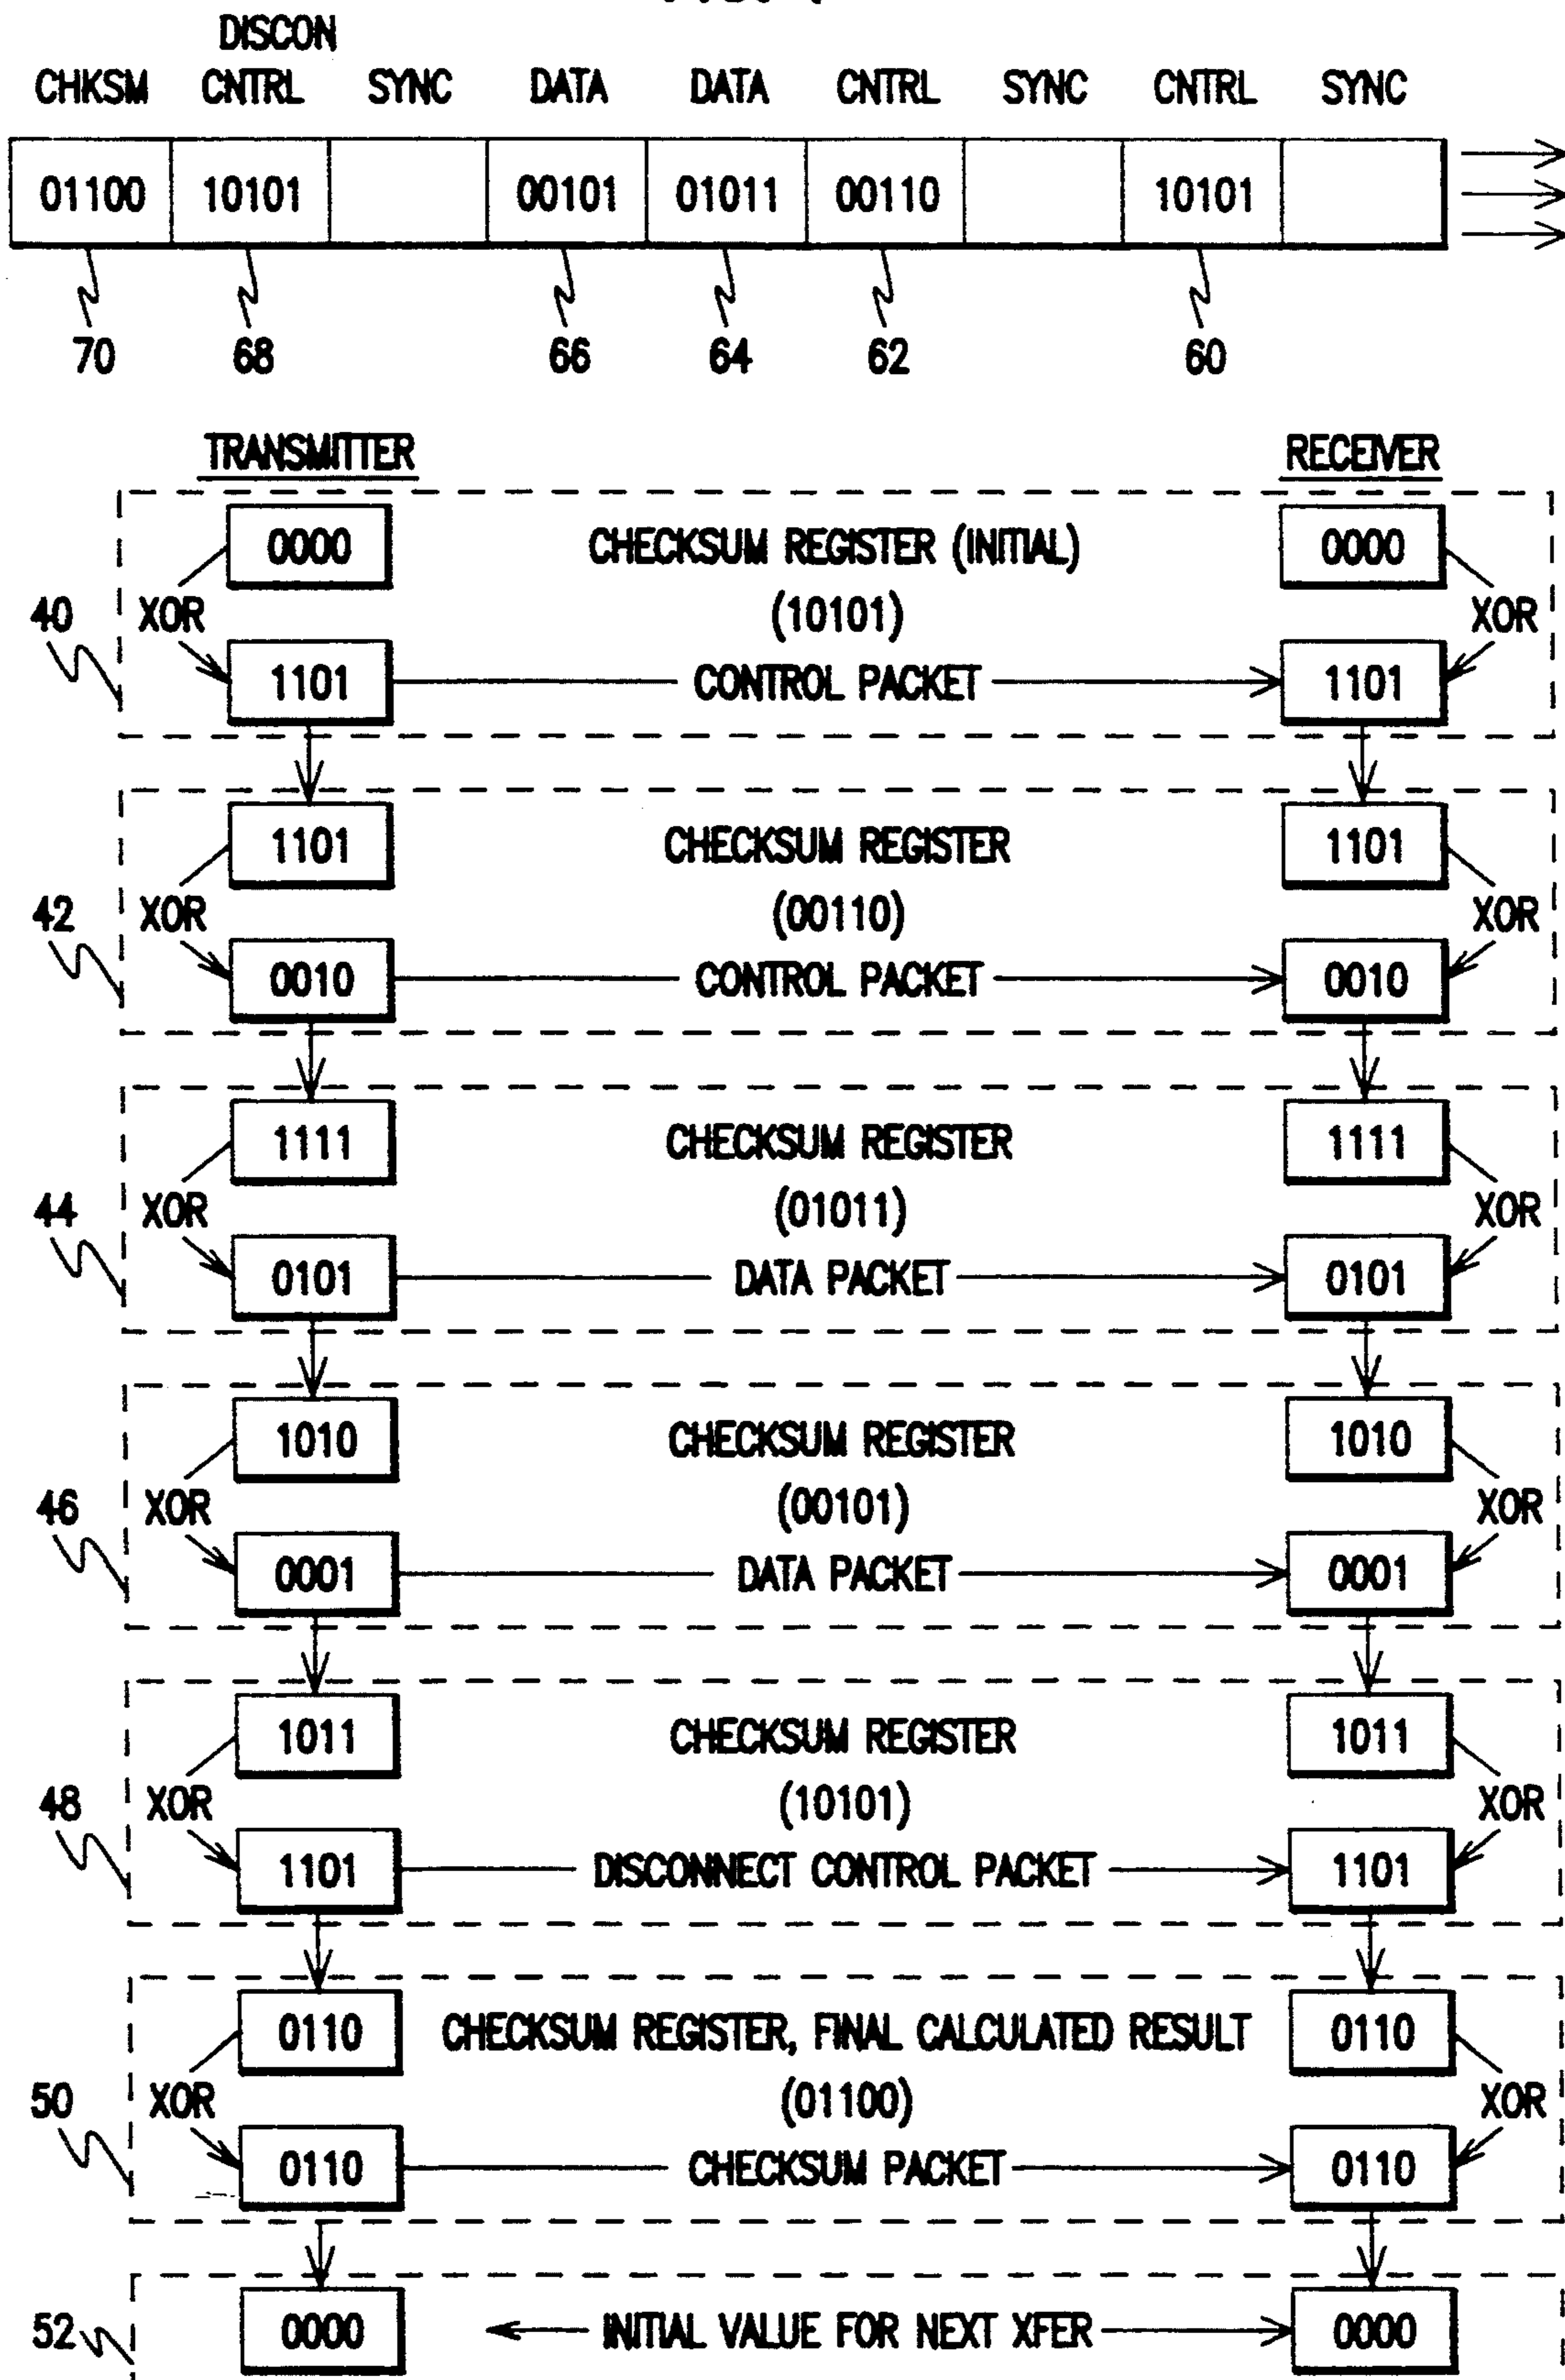 DISCON
CHKSM CNTRL SYNC DATA DATA CNTRL SYNC CNTRL SYNC
01100 10101 00101 01011 00110 10101
70 68 66 64 62 60
TRANSMITTER RECEIVER
0000 CHECKSUM REGISTER (INITIAL) 0000
40 XOR (10101) XOR
1101 CONTROL PACKET 1101
1101 CHECKSUM REGISTER 1101
42 XOR (00110) XOR
0010 CONTROL PACKET 0010
1111 CHECKSUM REGISTER 1111
44 XOR (01011) XOR
0101 DATA PACKET 0101
1010 CHECKSUM REGISTER 1010
46 XOR (00101) XOR
0001 DATA PACKET 0001
1011 CHECKSUM REGISTER 1011
48 XOR (10101) XOR
1101 DISCONNECT CONTROL PACKET 1101
0110 CHECKSUM REGISTER, FINAL CALCULATED RESULT 0110
50 XOR (01100) XOR
0110 CHECKSUM PACKET 0110
52 0000 INITIAL VALUE FOR NEXT XFER 0000